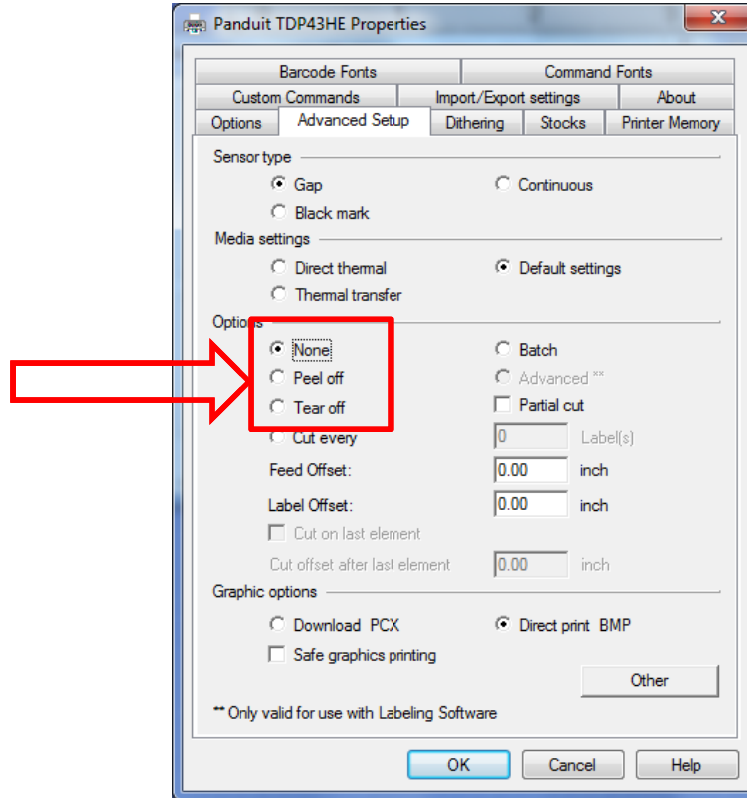 Panduit TDP43HE Properties
Barcode Fonts Command Fonts
Custom Commands Import/Export settings About
Options Advanced Setup Dithering Stocks Printer Memory
Sensor type
Gap Continuous
Black mark
Media settings
Direct thermal Default settings
Thermal transfer
Options
None Batch
Peel off Advanced **
Tear off Partial cut
Cut every 0 Label(s)
Feed Offset: 0.00 inch
Label Offset: 0.00 inch
Cut on last element
Cut offset after last element 0.00 inch
Graphic options
Download PCX Direct print BMP
Safe graphics printing
Other
** Only valid for use with Labeling Software
OK Cancel Help